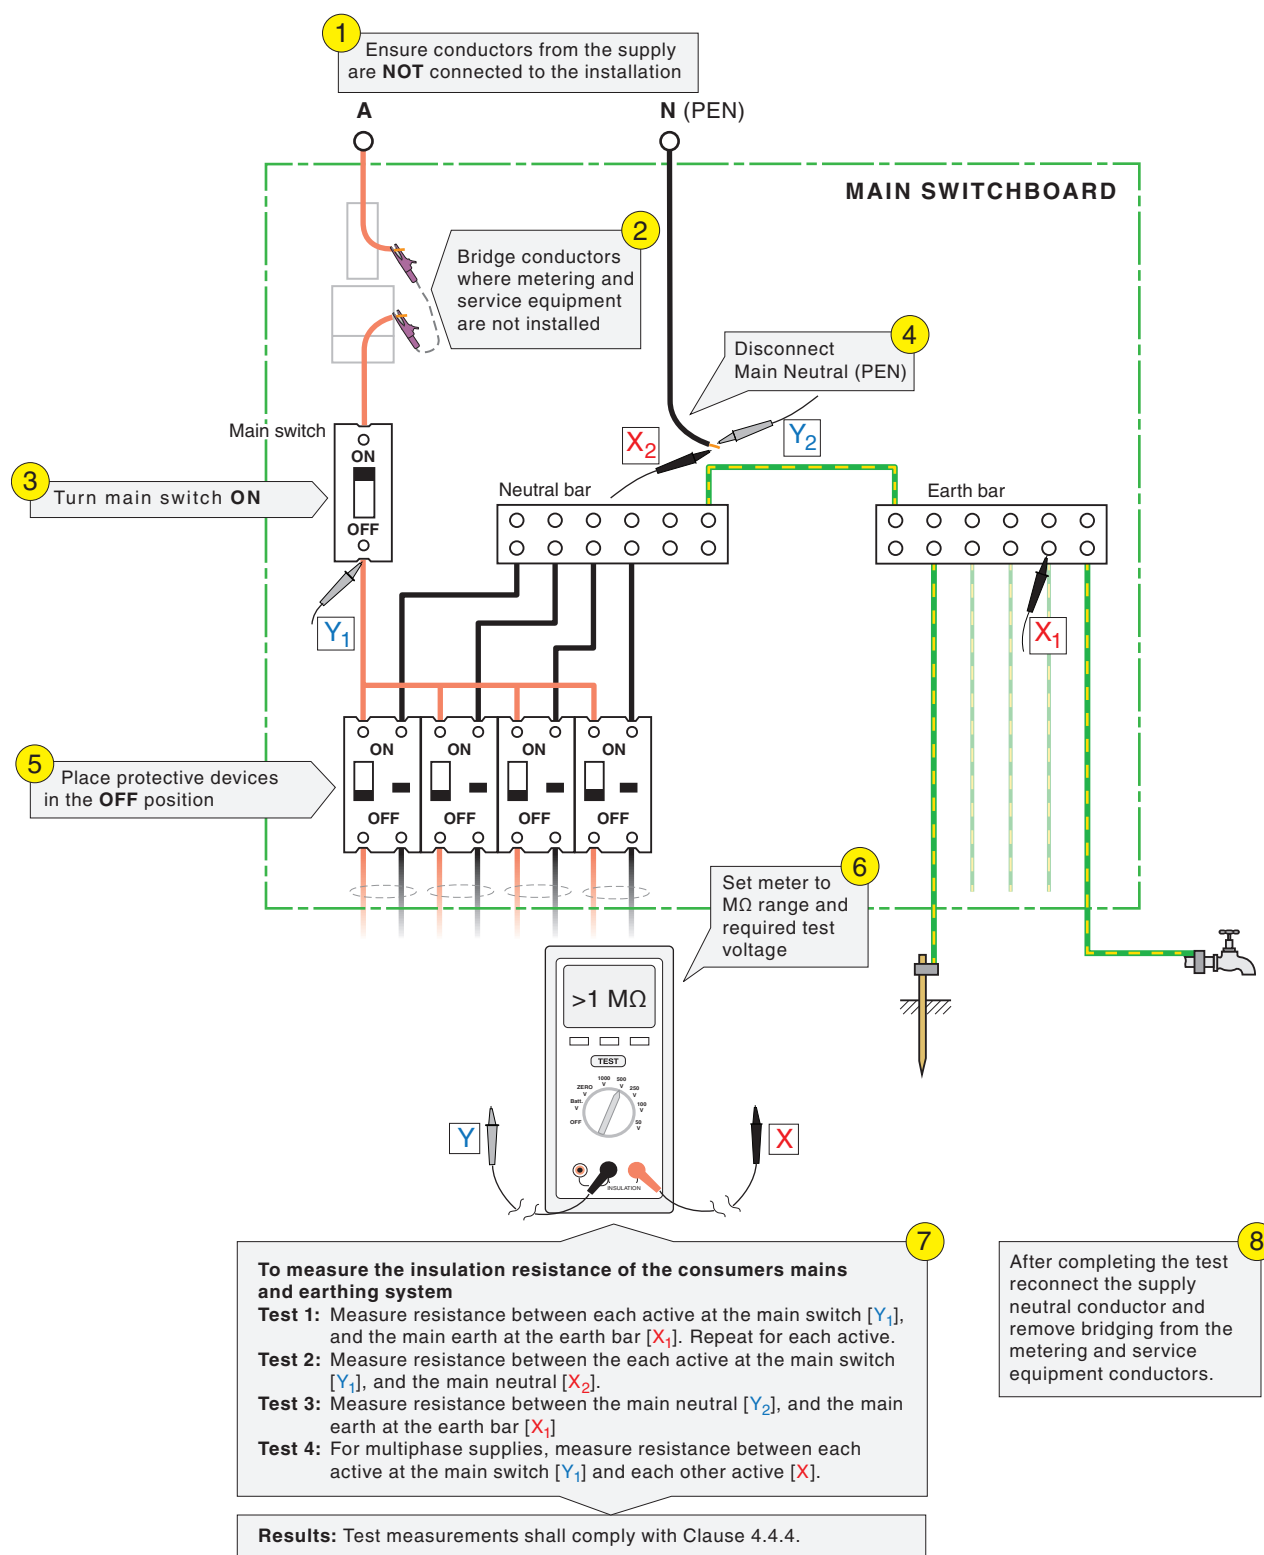 1
Ensure conductors from the supply
are NOT connected to the installation
A
N (PEN)
MAIN SWITCHBOARD
2
Bridge conductors
where metering and
service equipment
are not installed
4
Disconnect
Main Neutral (PEN)
X2
Y2
Main switch
ON
OFF
3
Turn main switch ON
Neutral bar
Earth bar
Y1
X1
5
Place protective devices
in the OFF position
ON
ON
ON
ON
OFF
OFF
OFF
OFF
6
Set meter to
MΩ range and
required test
voltage
>1 MΩ
TEST
OFF
Batt.
V
ZERO
V
1000
V
500
V
250
V
100
V
50
V
INSULATION
Y
X
7
To measure the insulation resistance of the consumers mains
and earthing system
Test 1: Measure resistance between each active at the main switch [Y1],
and the main earth at the earth bar [X1]. Repeat for each active.
Test 2: Measure resistance between the each active at the main switch
[Y1], and the main neutral [X2].
Test 3: Measure resistance between the main neutral [Y2], and the main
earth at the earth bar [X1]
Test 4: For multiphase supplies, measure resistance between each
active at the main switch [Y1] and each other active [X].
Results: Test measurements shall comply with Clause 4.4.4.
8
After completing the test
reconnect the supply
neutral conductor and
remove bridging from the
metering and service
equipment conductors.